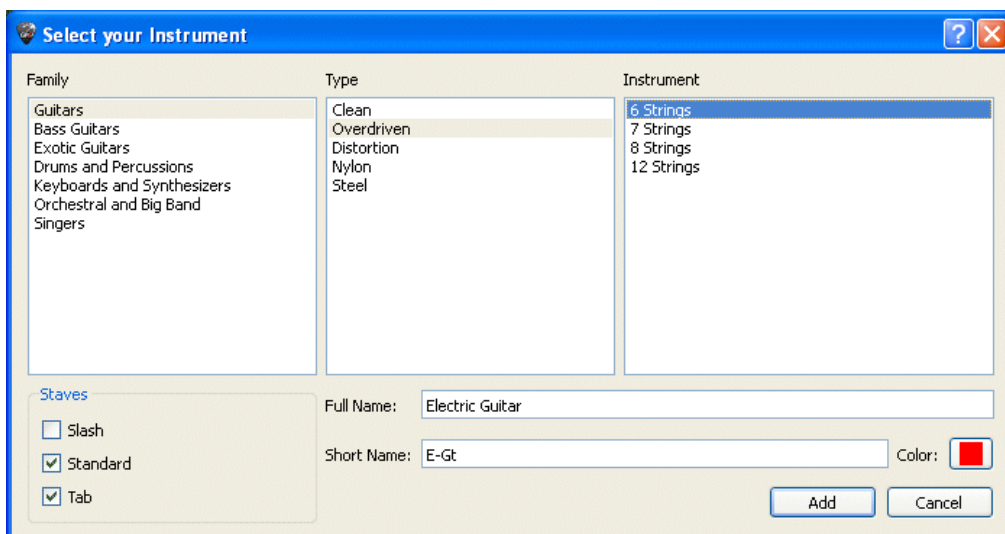 Select your Instrument
Family
Guitars
Bass Guitars
Exotic Guitars
Drums and Percussions
Keyboards and Synthesizers
Orchestral and Big Band
Singers
Type
Clean
Overdriven
Distortion
Nylon
Steel
Instrument
6 Strings
7 Strings
8 Strings
12 Strings
Staves
Slash
Standard
Tab
Full Name: Electric Guitar
Short Name: E-Gt
Color:
Add
Cancel